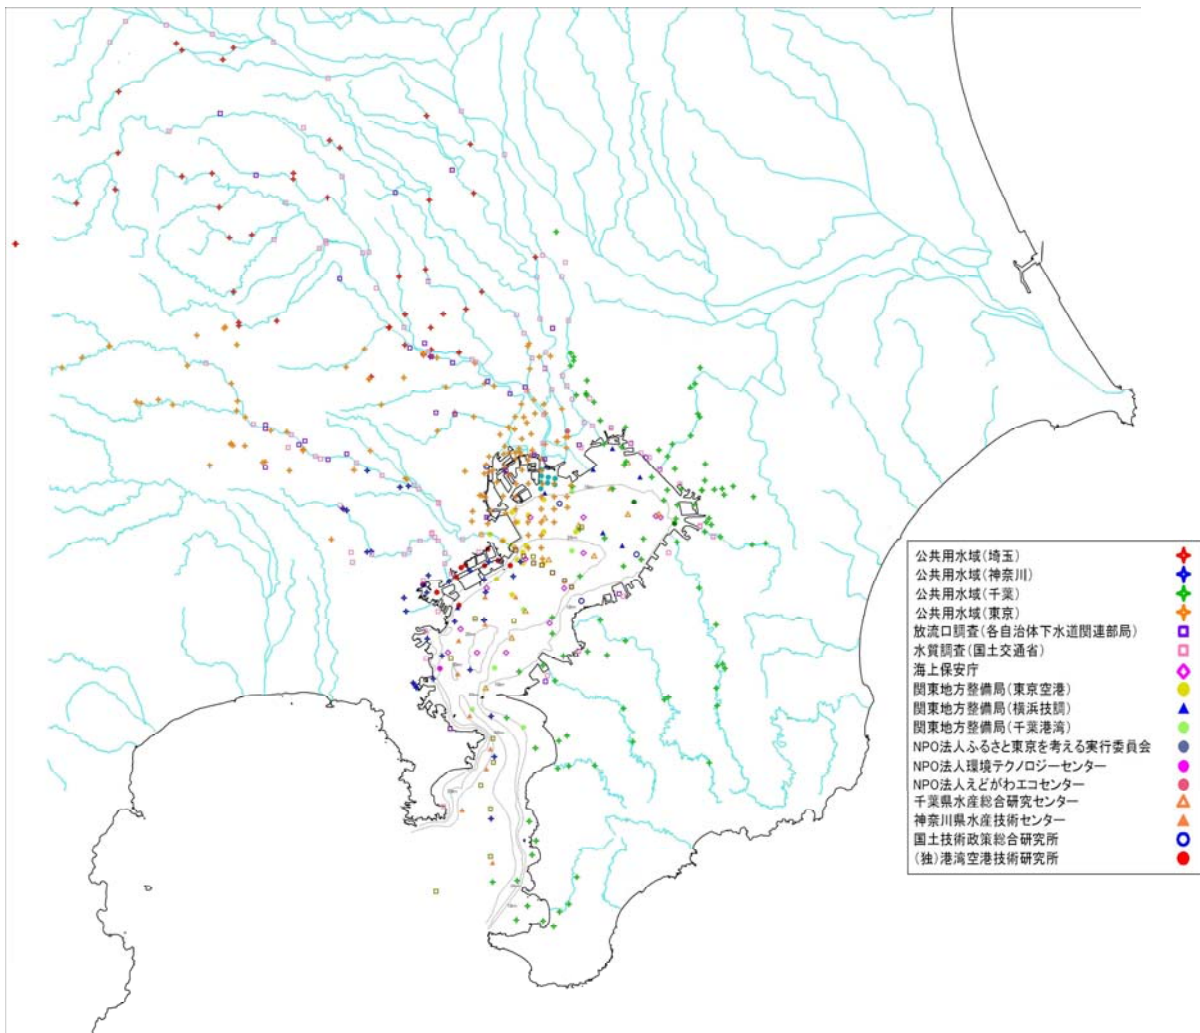 公共用水域(埼玉)
公共用水域(神奈川)
公共用水域(千葉)
公共用水域(東京)
放流口調査(各自治体下水道関連部局)
水質調査(国土交通省)
海上保安庁
関東地方整備局(東京空港)
関東地方整備局(横浜技調)
関東地方整備局(千葉港湾)
NPO法人ふるさと東京を考える実行委員会
NPO法人環境テクノロジーセンター
NPO法人えどがわエコセンター
千葉県水産総合研究センター
神奈川県水産技術センター
国土技術政策総合研究所
(独)港湾空港技術研究所